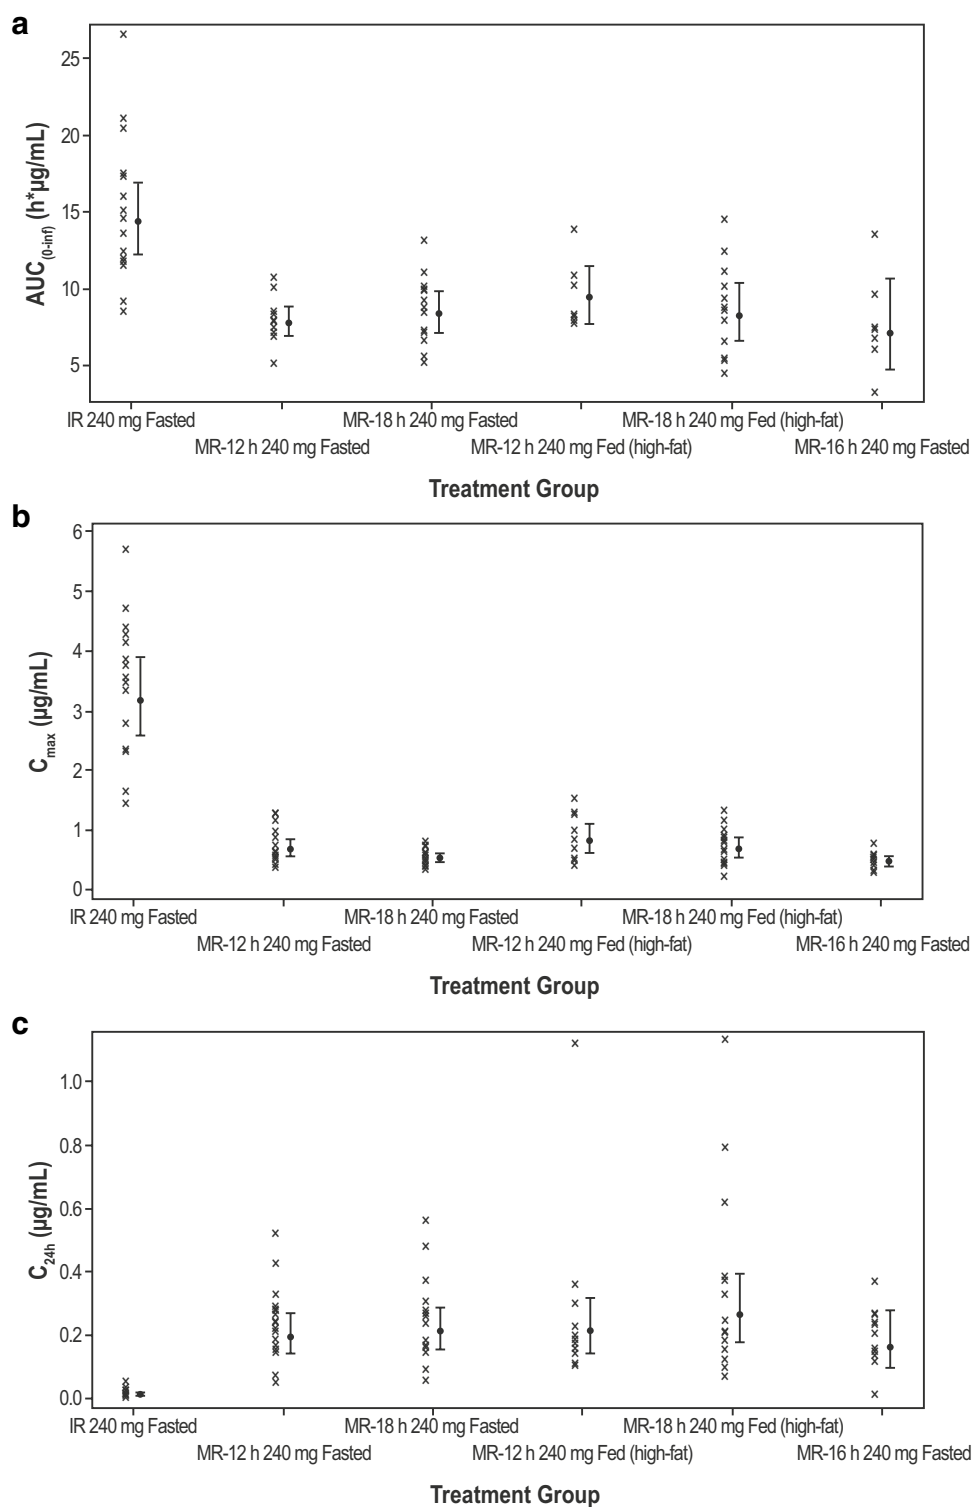 a
AUC(0-inf) (h*µg/mL)
25
20
15
10
5
IR 240 mg Fasted
MR-18 h 240 mg Fasted
MR-18 h 240 mg Fed (high-fat)
MR-12 h 240 mg Fasted
MR-12 h 240 mg Fed (high-fat)
MR-16 h 240 mg Fasted
Treatment Group
b
Cmax (µg/mL)
6
5
4
3
2
1
0
IR 240 mg Fasted
MR-18 h 240 mg Fasted
MR-18 h 240 mg Fed (high-fat)
MR-12 h 240 mg Fasted
MR-12 h 240 mg Fed (high-fat)
MR-16 h 240 mg Fasted
Treatment Group
c
C24h (µg/mL)
1.0
0.8
0.6
0.4
0.2
0.0
IR 240 mg Fasted
MR-18 h 240 mg Fasted
MR-18 h 240 mg Fed (high-fat)
MR-12 h 240 mg Fasted
MR-12 h 240 mg Fed (high-fat)
MR-16 h 240 mg Fasted
Treatment Group